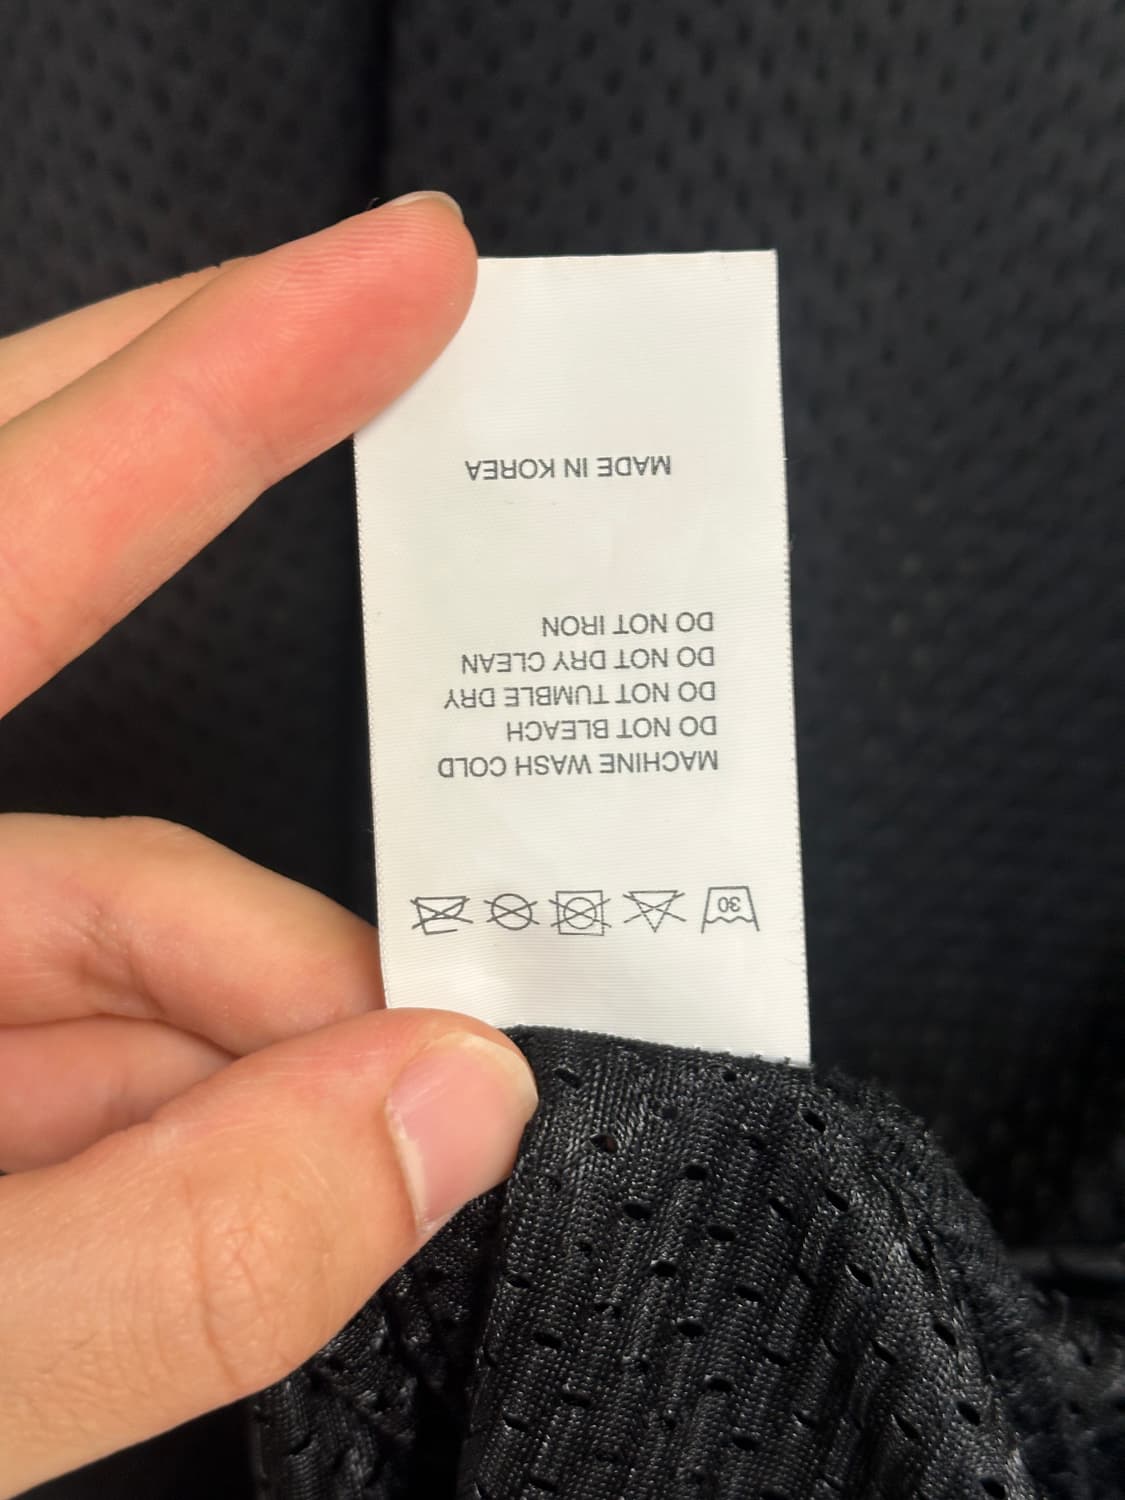 30
MACHINE WASH COLD
DO NOT BLEACH
DO NOT TUMBLE DRY
DO NOT DRY CLEAN
DO NOT IRON
MADE IN KOREA